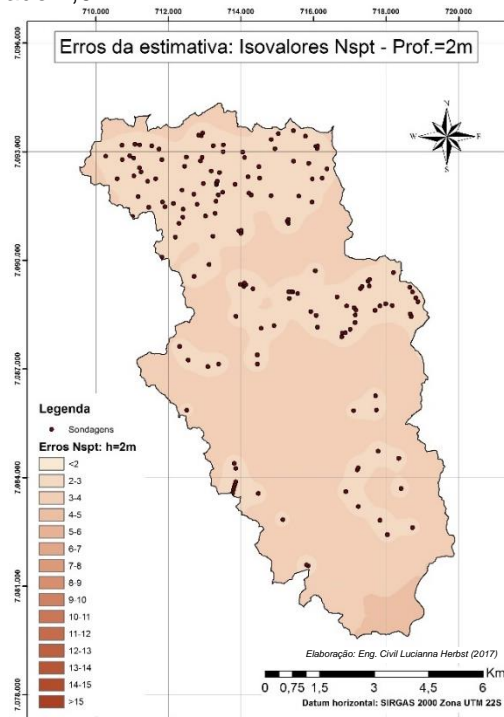 710.000 712.000 714.000 716.000 718.000 720.000
Erros da estimativa: Isovalores Nspt - Prof.=2m
7.096.000
7.093.000
7.090.000
7.087.000
7.084.000
7.081.000
7.078.000
N
W E
S
Legenda
Sondagens
Erros Nspt: h=2m
<2
2-3
3-4
4-5
5-6
6-7
7-8
8-9
9-10
10-11
11-12
12-13
13-14
14-15
>15
Elaboração: Eng. Civil Lucianna Herbst (2017)
Km
0 0,75 1,5 3 4,5 6
Datum horizontal: SIRGAS 2000 Zona UTM 22S